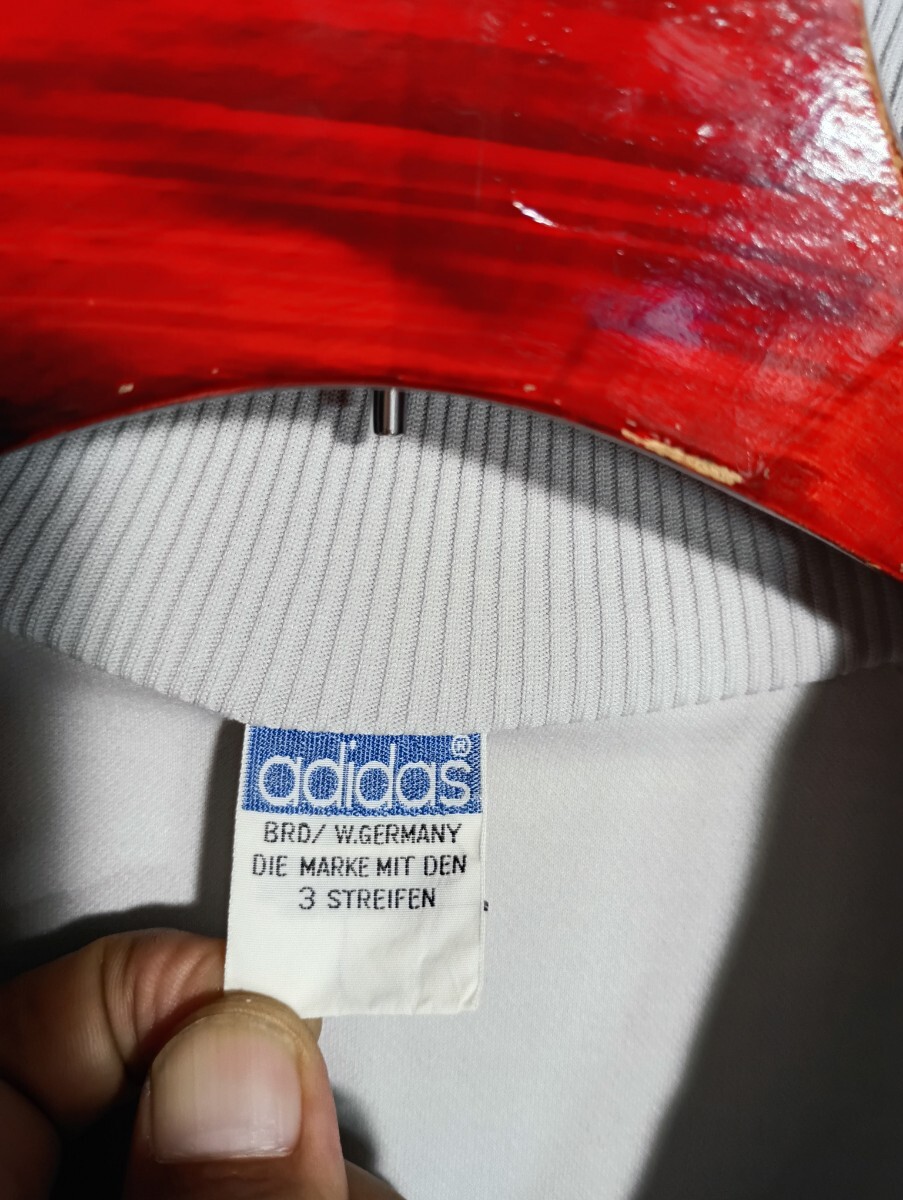 adidas®
BRD/ W.GERMANY
DIE MARKE MIT DEN
3 STREIFEN